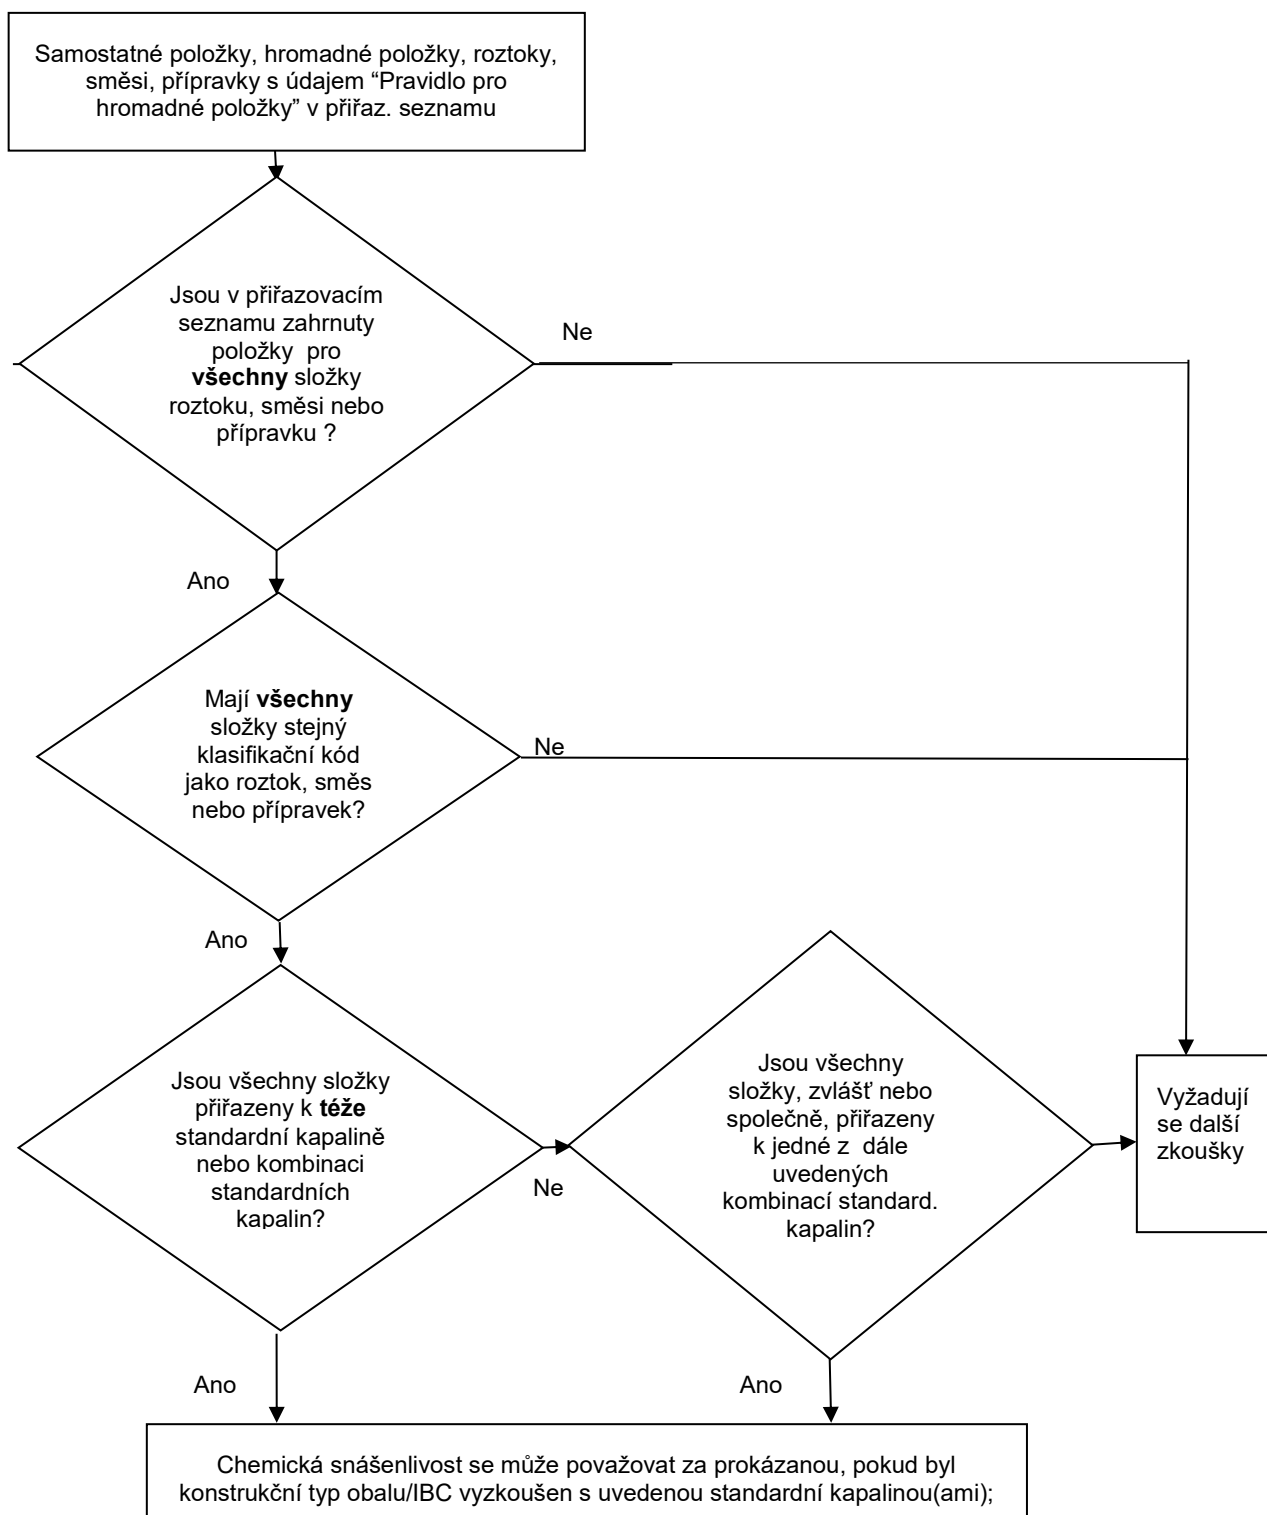 Samostatné položky, hromadné položky, roztoky,
směsi, přípravky s údajem “Pravidlo pro
hromadné položky” v přiřaz. seznamu
Jsou v přiřazovacím
seznamu zahrnuty
položky pro
všechny složky
roztoku, směsi nebo
přípravku ?
Ne
Ano
Mají všechny
složky stejný
klasifikační kód
jako roztok, směs
nebo přípravek?
Ne
Ano
Jsou všechny složky
přiřazeny k téže
standardní kapalině
nebo kombinaci
standardních
kapalin?
Ne
Jsou všechny
složky, zvlášť nebo
společně, přiřazeny
k jedné z dále
uvedených
kombinací standard.
kapalin?
Vyžadují
se další
zkoušky
Ano
Ano
Chemická snášenlivost se může považovat za prokázanou, pokud byl
konstrukční typ obalu/IBC vyzkoušen s uvedenou standardní kapalinou(ami);